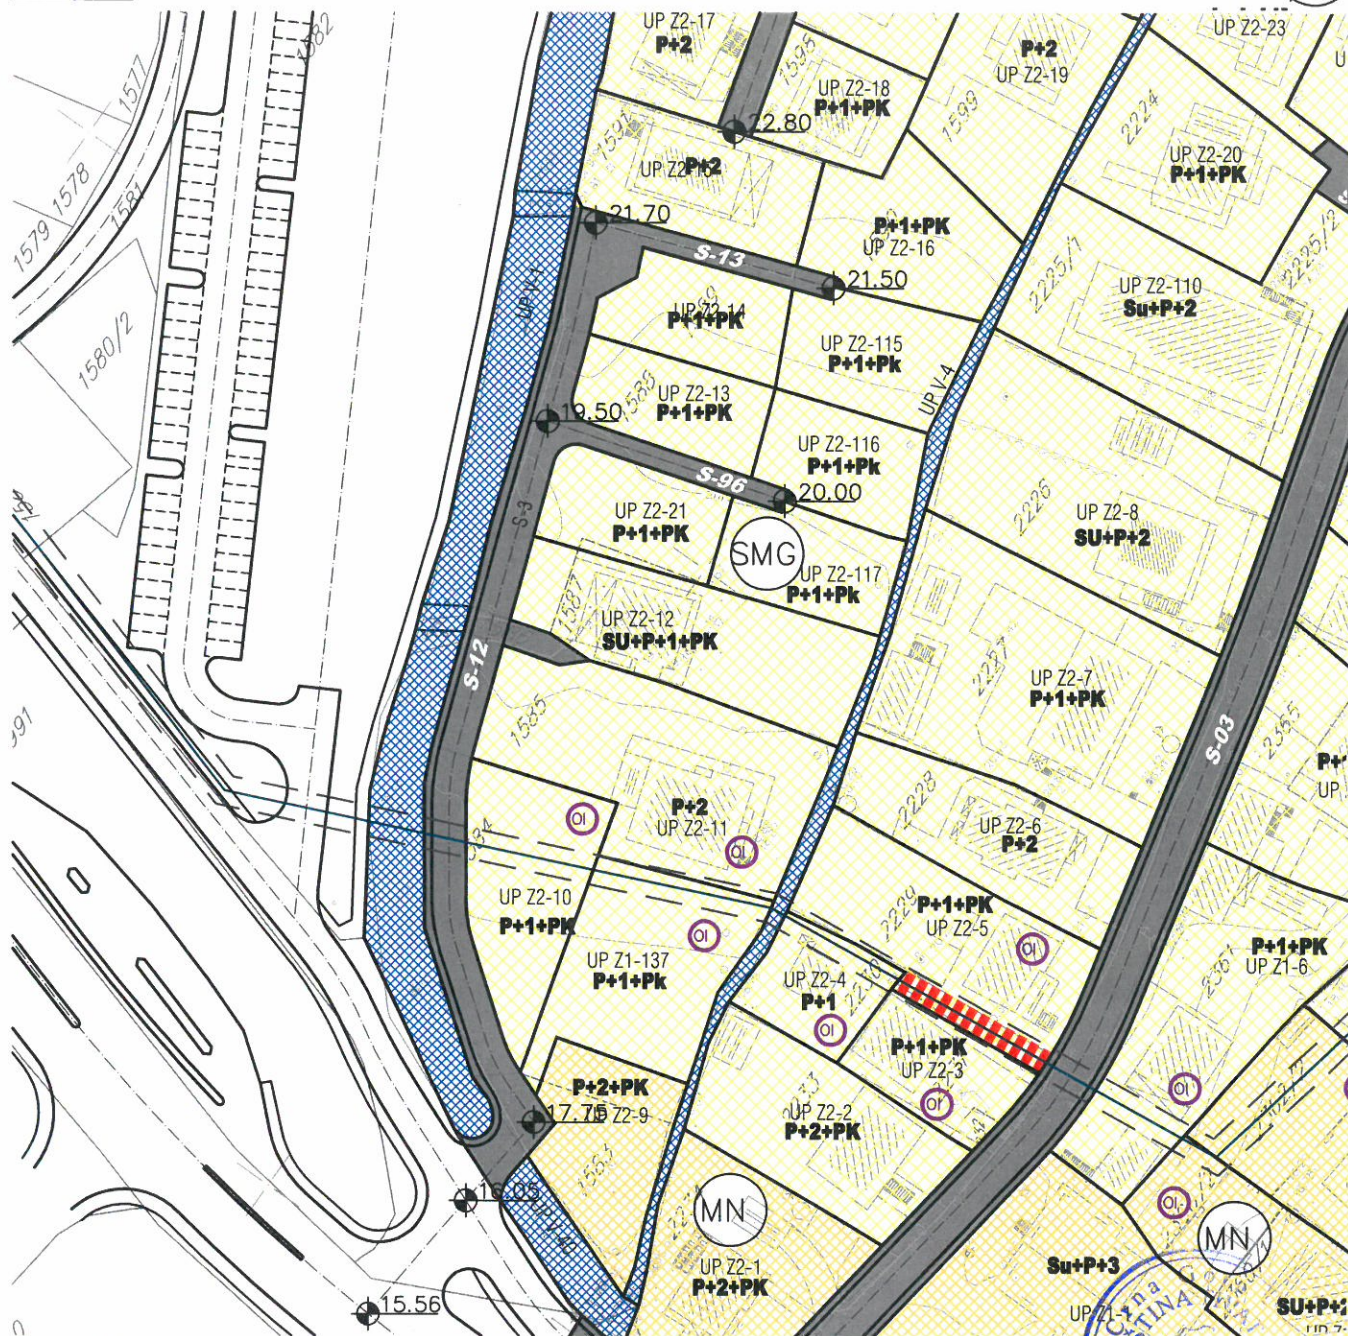 1582
1577
1578
1579
1581
1580/2
UP Z2-17
P+2
1595
UP Z2-18
P+1+PK
22.80
P+2
UP Z2-19
1599
UP Z2-23
2224
UP Z2-20
P+1+PK
1591
P+2
21.70
S-13
P+1+PK
UP Z2-16
21.50
2225/1
2225/2
UP Z2-110
Su+P+2
UP V-1
P+1+PK
UP Z2-115
P+1+Pk
UP V-4
UP Z2-13
P+1+PK
1588
19.50
UP Z2-116
P+1+Pk
S-96
20.00
S-3
UP Z2-21
P+1+PK
SMG
UP Z2-117
P+1+Pk
2226
UP Z2-8
SU+P+2
1587
UP Z2-12
SU+P+1+PK
S-12
2227
UP Z2-7
P+1+PK
S-03
2355
1585
P+2
UP Z2-11
OI
OI
2228
UP Z2-6
P+2
UP Z2-10
P+1+PK
OI
UP Z1-137
P+1+Pk
2229
P+1+PK
UP Z2-5
OI
UP Z2-4
P+1
OI
P+1+PK
UP Z2-3
OI
P+1+PK
UP Z1-6
OI
P+2+PK
UP Z2-9
17.75
1583
UP Z2-2
P+2+PK
16.05
MN
UP Z2-1
P+2+PK
OI
MN
Su+P+3
15.56